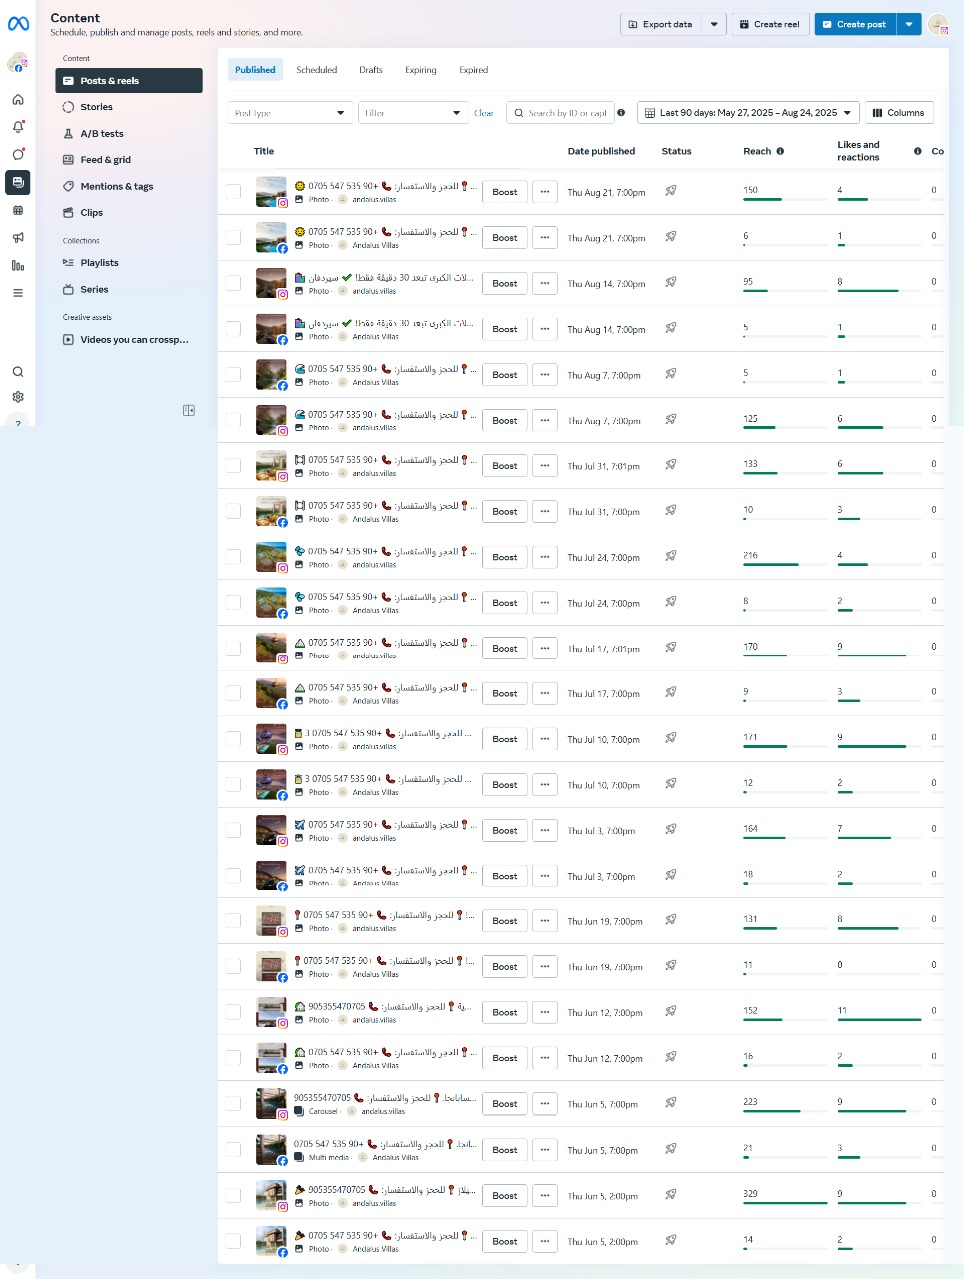 Content
Schedule, publish and manage posts, reels and stories, and more.
Export data
Create reel
Create post
Content
Posts & reels
Stories
A/B tests
Feed & grid
Mentions & tags
Clips
Collections
Playlists
Series
Creative assets
Videos you can crossp...
Published
Scheduled
Drafts
Expiring
Expired
Post type
Filter
Clear
Search by ID or capt
Last 90 days: May 27, 2025 – Aug 24, 2025
Columns
Title
Date published
Status
Reach
Likes and reactions
Co
... للحجز والاستفسار: +90 535 547 0705
Photo · andalus.villas
Boost
Thu Aug 21, 7:00pm
150
4
0
... للحجز والاستفسار: +90 535 547 0705
Photo · Andalus Villas
Boost
Thu Aug 21, 7:00pm
6
1
0
...لات الكبرى تبعد 30 دقيقة فقط! ✔ سيردفان
Photo · andalus.villas
Boost
Thu Aug 14, 7:00pm
95
8
0
...لات الكبرى تبعد 30 دقيقة فقط! ✔ سيردفان
Photo · Andalus Villas
Boost
Thu Aug 14, 7:00pm
5
1
0
... للحجز والاستفسار: +90 535 547 0705
Photo · Andalus Villas
Boost
Thu Aug 7, 7:00pm
5
1
0
... للحجز والاستفسار: +90 535 547 0705
Photo · andalus.villas
Boost
Thu Aug 7, 7:00pm
125
6
0
... للحجز والاستفسار: +90 535 547 0705
Photo · andalus.villas
Boost
Thu Jul 31, 7:01pm
133
6
0
... للحجز والاستفسار: +90 535 547 0705
Photo · Andalus Villas
Boost
Thu Jul 31, 7:00pm
10
3
0
... للحجز والاستفسار: +90 535 547 0705
Photo · andalus.villas
Boost
Thu Jul 24, 7:00pm
216
4
0
... للحجز والاستفسار: +90 535 547 0705
Photo · Andalus Villas
Boost
Thu Jul 24, 7:00pm
8
2
0
... للحجز والاستفسار: +90 535 547 0705
Photo · andalus.villas
Boost
Thu Jul 17, 7:01pm
170
9
0
... للحجز والاستفسار: +90 535 547 0705
Photo · Andalus Villas
Boost
Thu Jul 17, 7:00pm
9
3
0
... للحجز والاستفسار: +90 535 547 0705 3
Photo · andalus.villas
Boost
Thu Jul 10, 7:00pm
171
9
0
... للحجز والاستفسار: +90 535 547 0705 3
Photo · Andalus Villas
Boost
Thu Jul 10, 7:00pm
12
2
0
... للحجز والاستفسار: +90 535 547 0705
Photo · andalus.villas
Boost
Thu Jul 3, 7:00pm
164
7
0
... للحجز والاستفسار: +90 535 547 0705
Photo · Andalus Villas
Boost
Thu Jul 3, 7:00pm
18
2
0
...! للحجز والاستفسار: +90 535 547 0705
Photo · andalus.villas
Boost
Thu Jun 19, 7:00pm
131
8
0
...! للحجز والاستفسار: +90 535 547 0705
Photo · Andalus Villas
Boost
Thu Jun 19, 7:00pm
11
0
0
...ية للحجز والاستفسار: 905355470705
Photo · andalus.villas
Boost
Thu Jun 12, 7:00pm
152
11
0
... للحجز والاستفسار: +90 535 547 0705
Photo · Andalus Villas
Boost
Thu Jun 12, 7:00pm
16
2
0
...سابانجا. للحجز والاستفسار: 905355470705
Carousel · andalus.villas
Boost
Thu Jun 5, 7:00pm
223
9
0
...انجا. للحجز والاستفسار: +90 535 547 0705
Multi media · Andalus Villas
Boost
Thu Jun 5, 7:00pm
21
3
0
...يلاز للحجز والاستفسار: 905355470705
Photo · andalus.villas
Boost
Thu Jun 5, 2:00pm
329
9
0
... للحجز والاستفسار: +90 535 547 0705
Photo · Andalus Villas
Boost
Thu Jun 5, 2:00pm
14
2
0